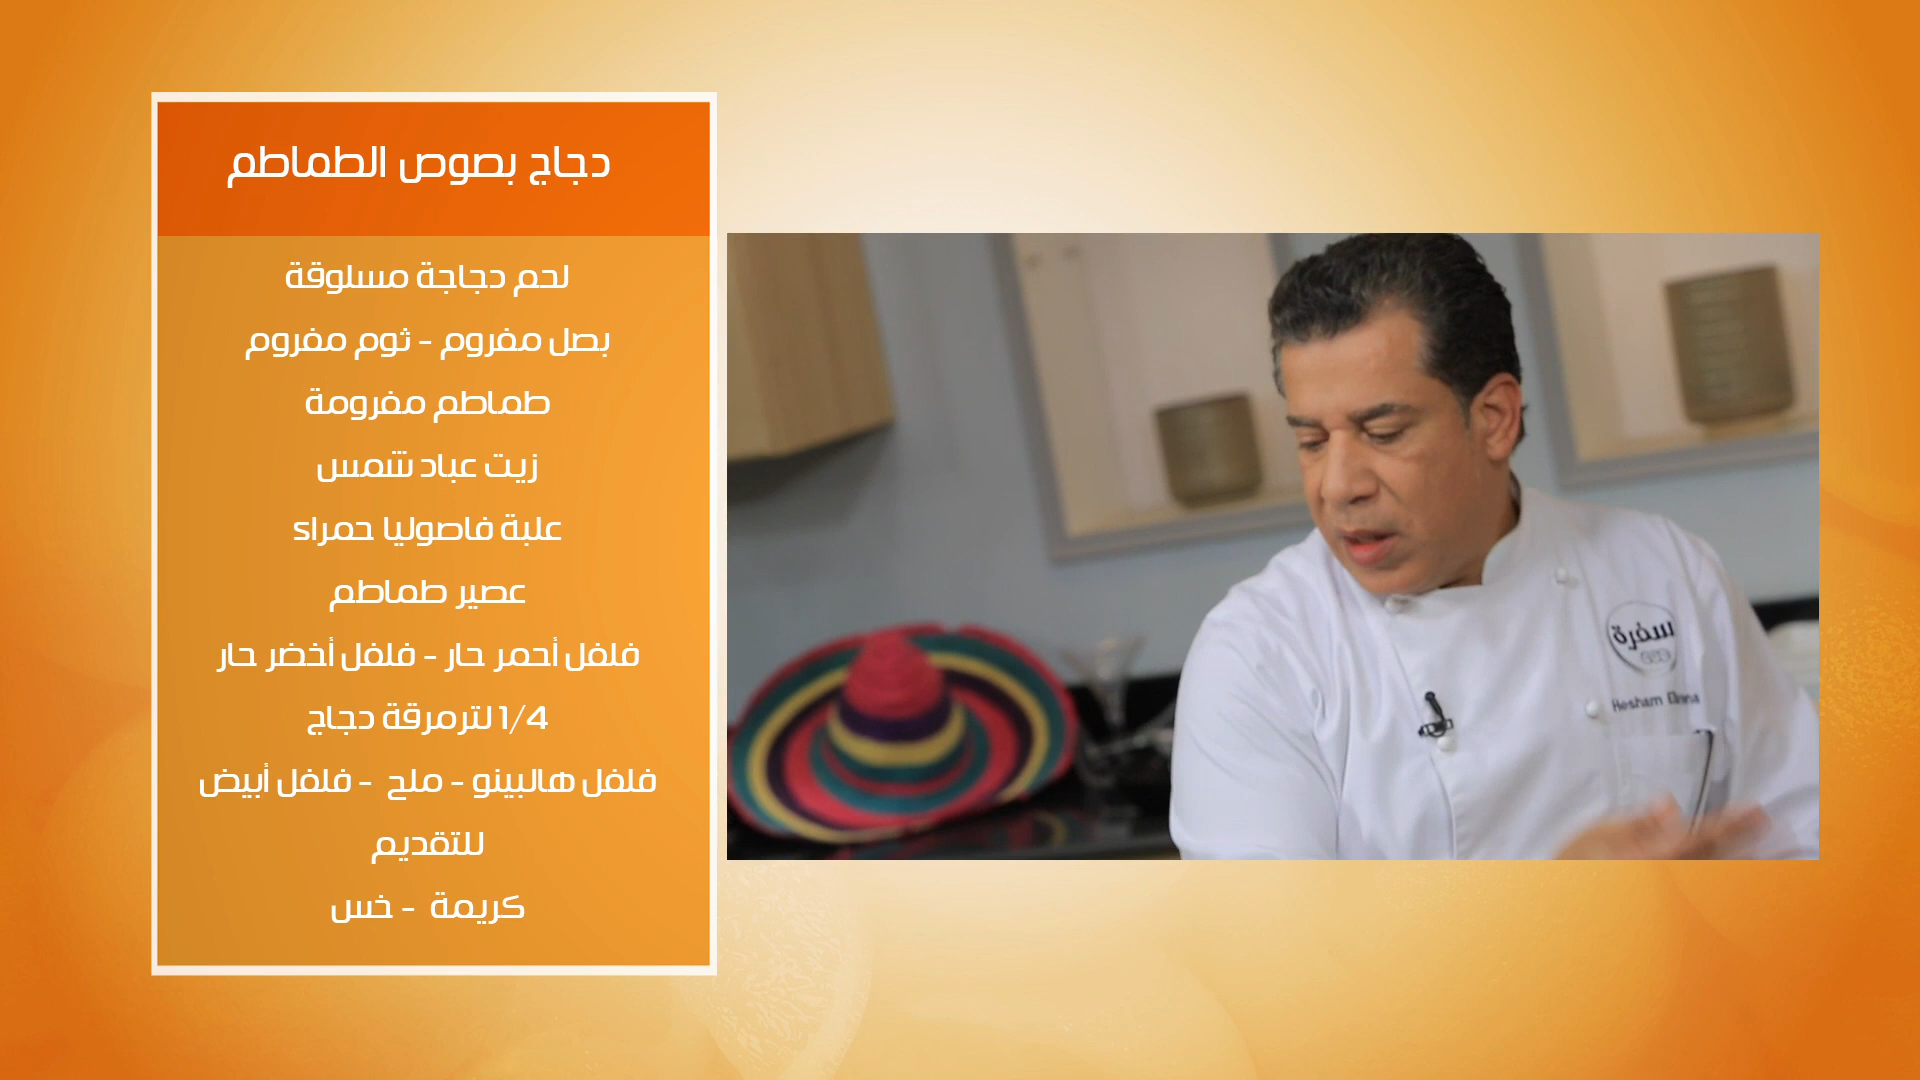 دجاج بصوص الطماطم
لحم دجاجة مسلوقة
بصل مفروم - ثوم مفروم
طماطم مفرومة
زيت عباد شمس
علبة فاصوليا حمراء
عصير طماطم
فلفل أحمر حار - فلفل أخضر حار
1/4 لترمرقة دجاج
فلفل هالبينو - ملح - فلفل أبيض
للتقديم
كريمة - خس
سفرة
Hesham